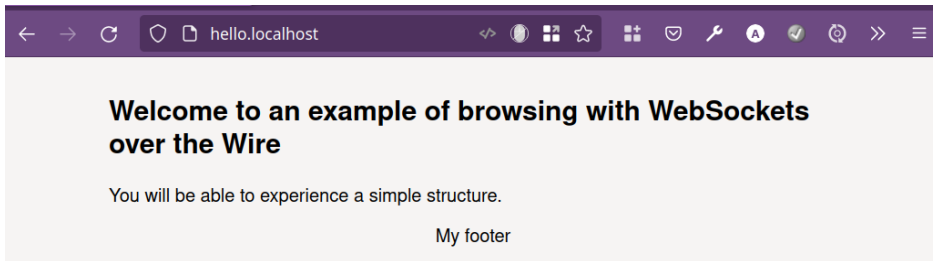 hello.localhost
Welcome to an example of browsing with WebSockets
over the Wire
You will be able to experience a simple structure.
My footer